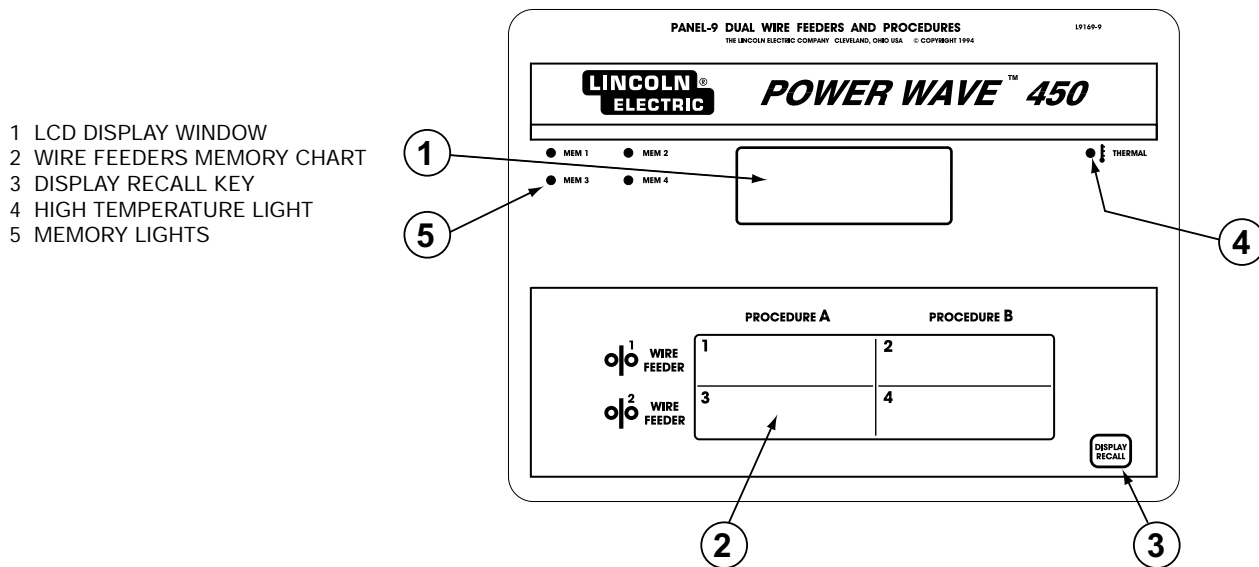 PANEL-9 DUAL WIRE FEEDERS AND PROCEDURES
L9169-9
THE LINCOLN ELECTRIC COMPANY CLEVELAND, OHIO USA © COPYRIGHT 1994
LINCOLN ®
ELECTRIC
POWER WAVE ™ 450
1 LCD DISPLAY WINDOW
2 WIRE FEEDERS MEMORY CHART
3 DISPLAY RECALL KEY
4 HIGH TEMPERATURE LIGHT
5 MEMORY LIGHTS
1
MEM 1
MEM 2
THERMAL
MEM 3
MEM 4
5
4
PROCEDURE A
PROCEDURE B
1 WIRE
FEEDER
1
2
2 WIRE
FEEDER
3
4
DISPLAY
RECALL
2
3